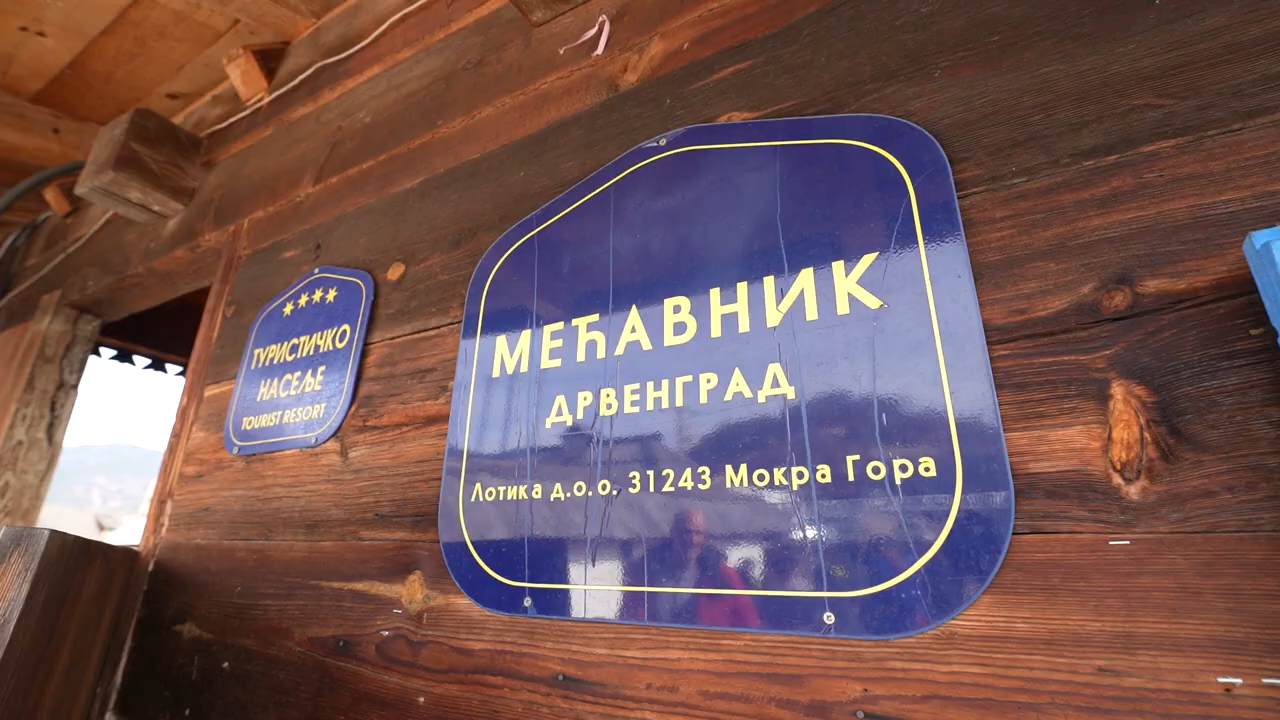 ТУРИСТИЧКО
НАСЕЉЕ
TOURIST RESORT
МЕЋАВНИК
ДРВЕНГРАД
Лотика д.о.о. 31243 Мокра Гора